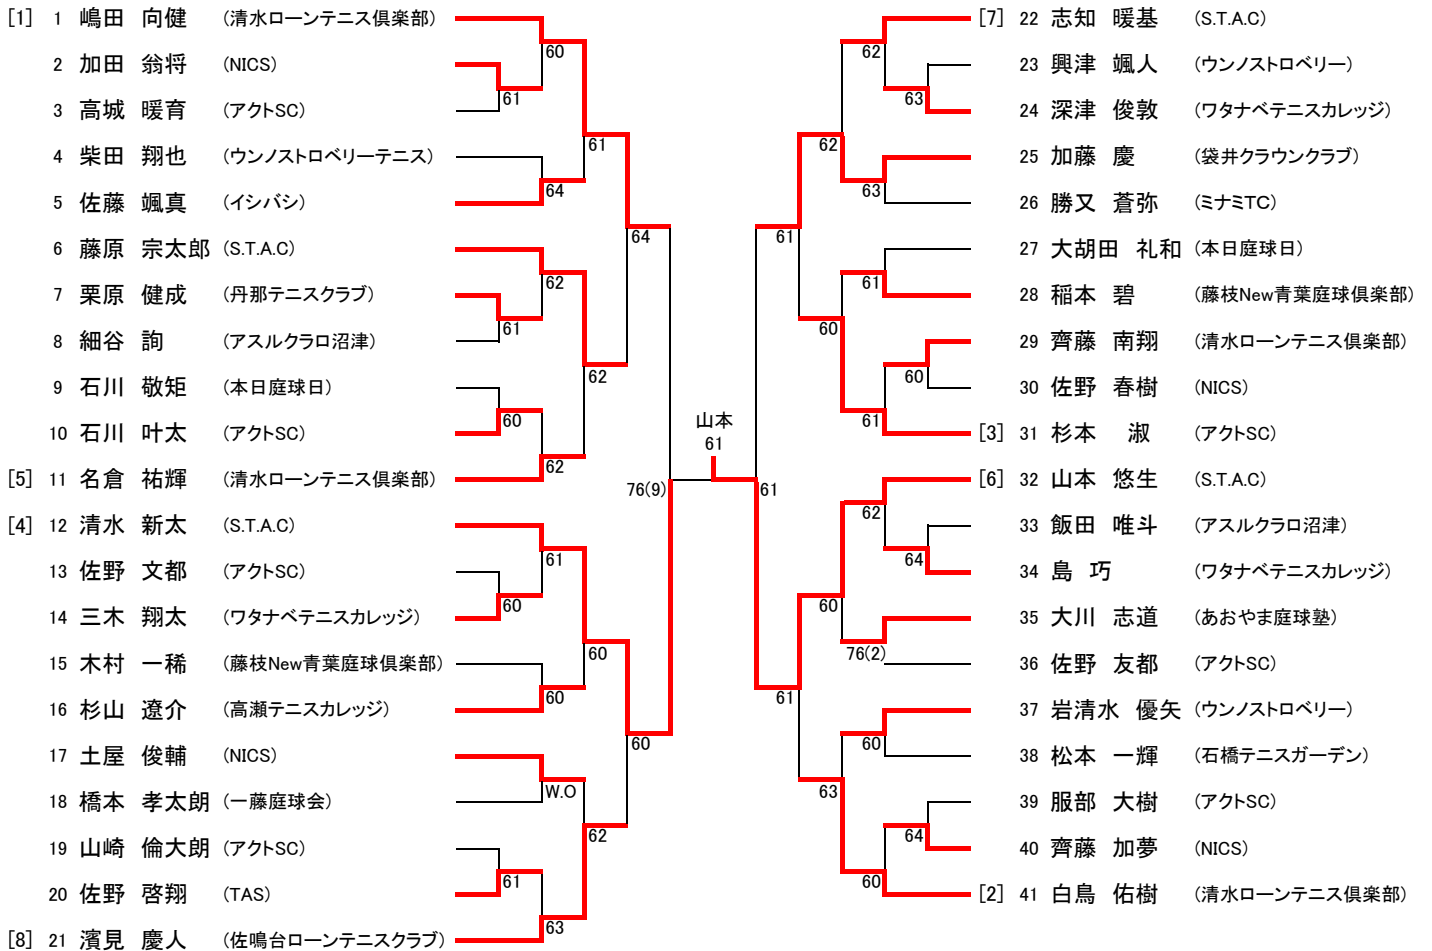 [1] 1 嶋田 向健 (清水ローンテニス倶楽部)
60
2 加田 翁将 (NICS)
61
3 高城 暖育 (アクトSC)
61
4 柴田 翔也 (ウンノストロベリーテニス)
64
5 佐藤 颯真 (イシバシ)
64
6 藤原 宗太郎 (S.T.A.C)
62
7 栗原 健成 (丹那テニスクラブ)
61
8 細谷 詢 (アスルクラロ沼津)
62
9 石川 敬矩 (本日庭球日)
60
10 石川 叶太 (アクトSC)
62
[5] 11 名倉 祐輝 (清水ローンテニス倶楽部)
76(9)
[4] 12 清水 新太 (S.T.A.C)
61
13 佐野 文都 (アクトSC)
60
14 三木 翔太 (ワタナベテニスカレッジ)
60
15 木村 一稀 (藤枝New青葉庭球倶楽部)
60
16 杉山 遼介 (高瀬テニスカレッジ)
60
17 土屋 俊輔 (NICS)
W.O
18 橋本 孝太朗 (一藤庭球会)
62
19 山崎 倫大朗 (アクトSC)
61
20 佐野 啓翔 (TAS)
63
[8] 21 濱見 慶人 (佐鳴台ローンテニスクラブ)
山本
61
[7] 22 志知 暖基 (S.T.A.C)
62
23 興津 颯人 (ウンノストロベリー)
63
24 深津 俊敦 (ワタナベテニスカレッジ)
62
25 加藤 慶 (袋井クラウンクラブ)
63
26 勝又 蒼弥 (ミナミTC)
61
27 大胡田 礼和 (本日庭球日)
61
28 稲本 碧 (藤枝New青葉庭球倶楽部)
60
29 齊藤 南翔 (清水ローンテニス倶楽部)
60
30 佐野 春樹 (NICS)
61
[3] 31 杉本 淑 (アクトSC)
61
[6] 32 山本 悠生 (S.T.A.C)
62
33 飯田 唯斗 (アスルクラロ沼津)
64
34 島 巧 (ワタナベテニスカレッジ)
60
35 大川 志道 (あおやま庭球塾)
76(2)
36 佐野 友都 (アクトSC)
61
37 岩清水 優矢 (ウンノストロベリー)
60
38 松本 一輝 (石橋テニスガーデン)
63
39 服部 大樹 (アクトSC)
64
40 齊藤 加夢 (NICS)
60
[2] 41 白鳥 佑樹 (清水ローンテニス倶楽部)